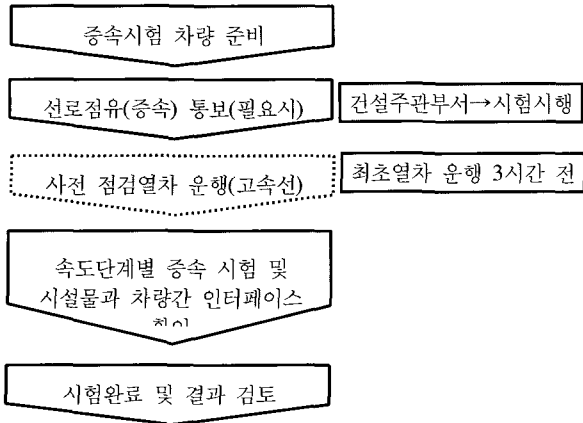 증속시험 차량 준비
선로점유(증속) 통보(필요시)
건설주관부서→시험시행
사전 점검열차 운행(고속선)
최초열차 운행 3시간 전
속도단계별 증속 시험 및
시설물과 차량간 인터페이스
시험완료 및 결과 검토